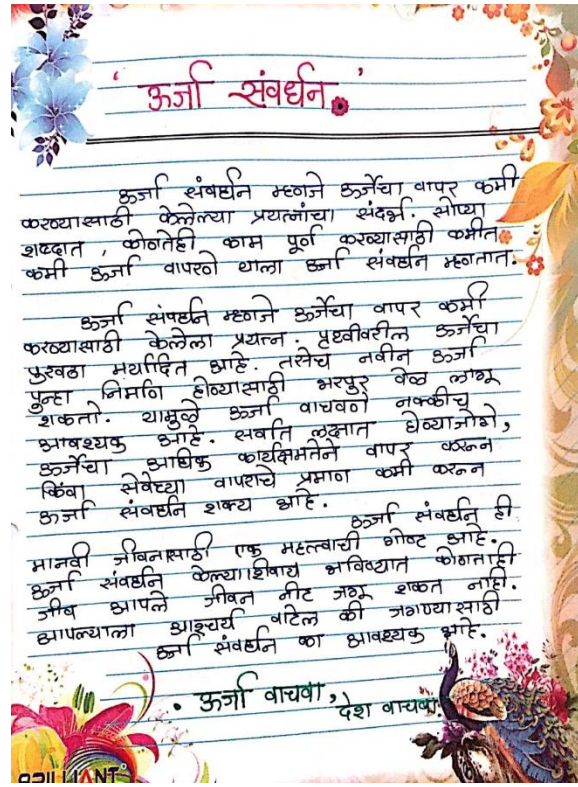 ' ऊर्जा संवर्धन '
ऊर्जा संवर्धन म्हणजे ऊर्जेचा वापर कमी
करण्यासाठी केलेल्या प्रयत्नांचा संदर्भ. सोप्या
शब्दात , कोणतेही काम पूर्ण करण्यासाठी कमीत
कमी ऊर्जा वापरणे याला ऊर्जा संवर्धन म्हणतात.
ऊर्जा संवर्धन म्हणजे ऊर्जेचा वापर कमी
करण्यासाठी केलेला प्रयत्न . पृथ्वीवरील ऊर्जेचा
पुरवठा मर्यादित आहे. तसेच नवीन ऊर्जा
पुन्हा निर्माण होण्यासाठी भरपुर वेळ लागू
शकतो. यामुळे ऊर्जा वाचवणे नक्कीच
आवश्यक आहे. सर्वात लक्षात घेण्याजोगे,
ऊर्जेचा अधिक कार्यक्षमतेने वापर करून
किंवा सेवेच्या वापराचे प्रमाण कमी करून
ऊर्जा संवर्धन शक्य आहे.
ऊर्जा संवर्धन ही
मानवी जीवनासाठी एक महत्त्वाची गोष्ट आहे.
ऊर्जा संवर्धन केल्याशिवाय भविष्यात कोणताही
जीव आपले जीवन नीट जगू शकत नाही.
आपल्याला आश्चर्य वाटेल की जगण्यासाठी
ऊर्जा संवर्धन का आवश्यक आहे.
. ऊर्जा वाचवा, देश वाचवा
BRILLIANT